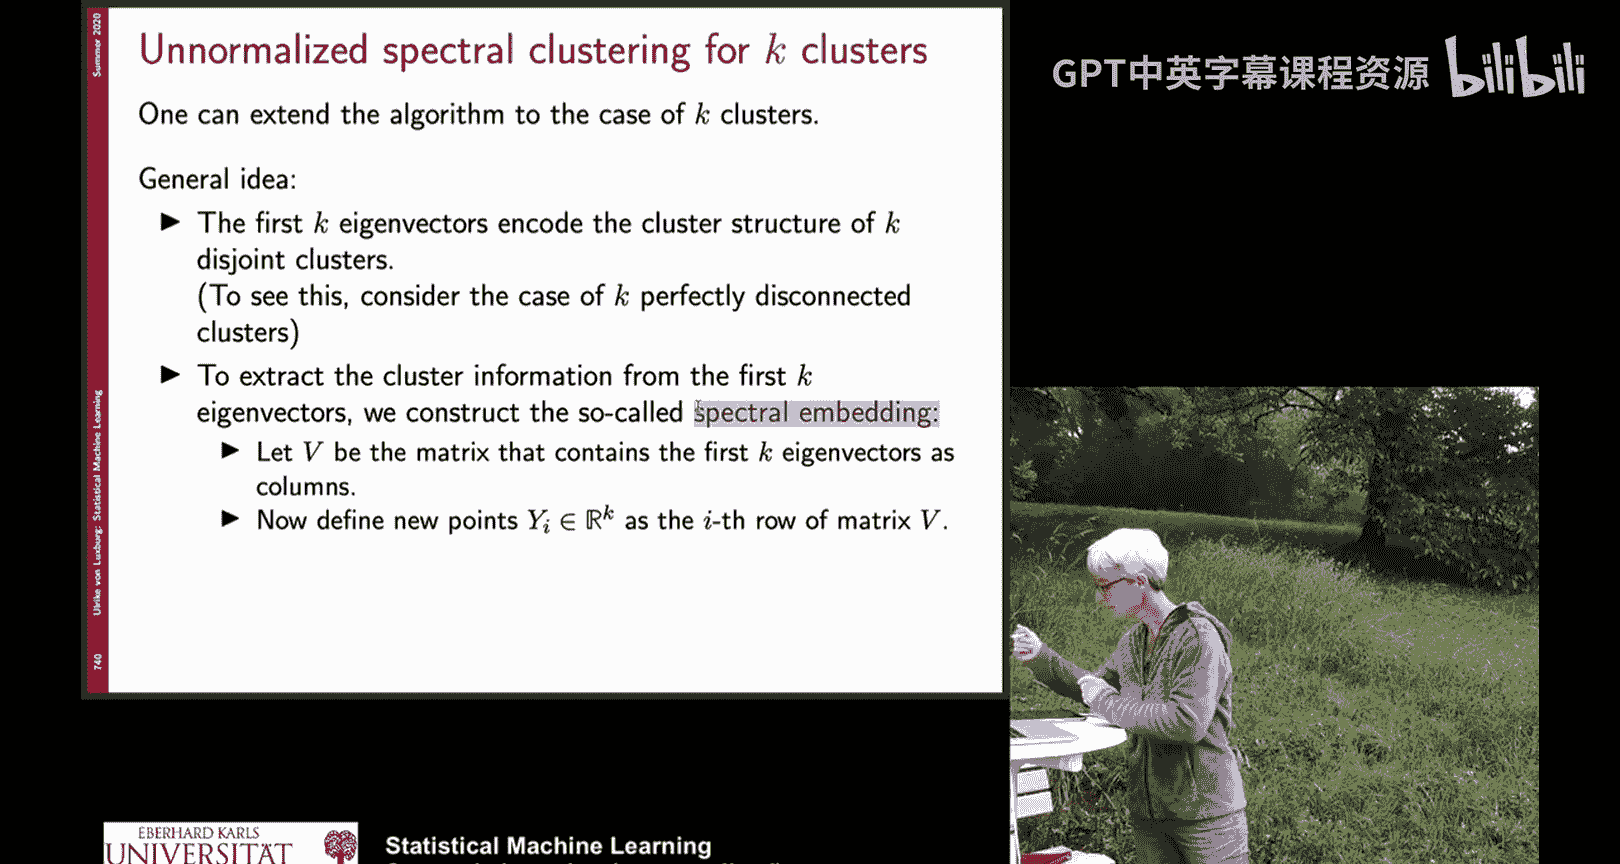 Unnormalized spectral clustering for k clusters
One can extend the algorithm to the case of k clusters.
General idea:
▶ The first k eigenvectors encode the cluster structure of k
disjoint clusters.
(To see this, consider the case of k perfectly disconnected
clusters)
▶ To extract the cluster information from the first k
eigenvectors, we construct the so-called spectral embedding:
▶ Let V be the matrix that contains the first k eigenvectors as
columns.
▶ Now define new points Yᵢ ∈ ℝᵏ as the i-th row of matrix V.
Summer 2020
Ulrike von Luxburg: Statistical Machine Learning
740
GPT中英字幕课程资源
bilibili
EBERHARD KARLS
UNIVERSITÄT
Statistical Machine Learning